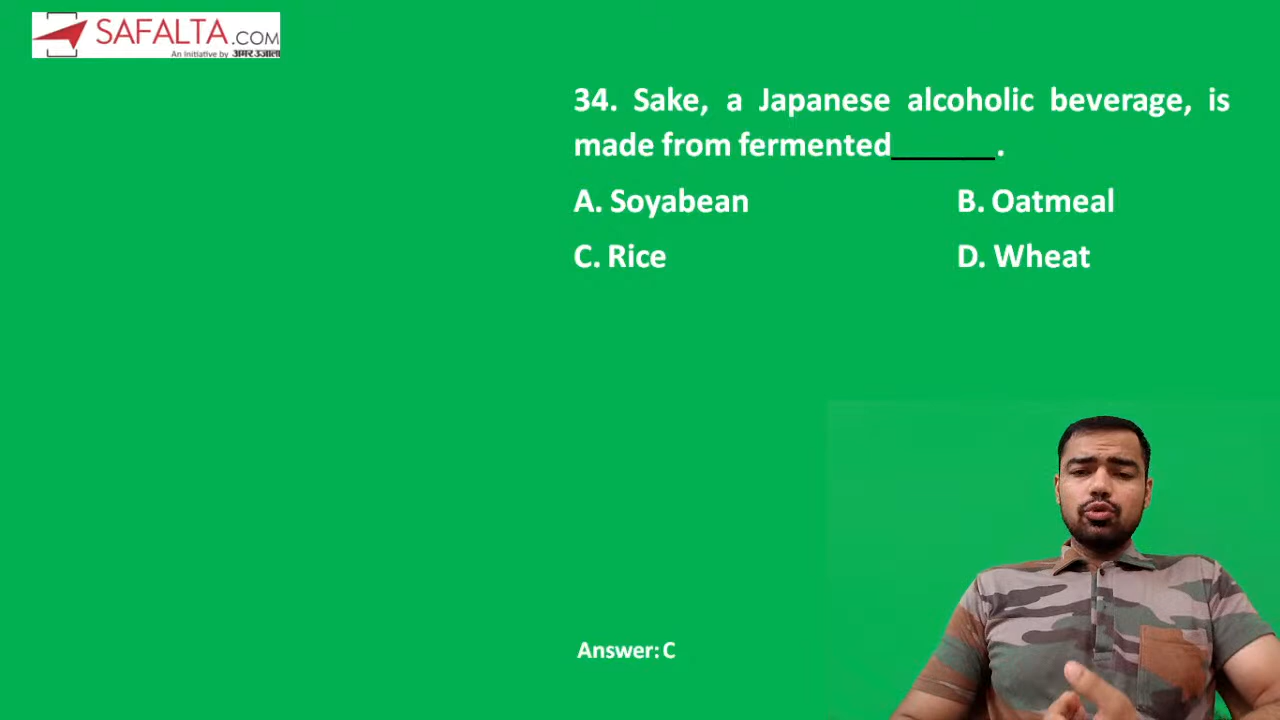 SAFALTA.COM
An Initiative by अमर उजाला
34. Sake, a Japanese alcoholic beverage, is
made from fermented______.
A. Soyabean B. Oatmeal
C. Rice D. Wheat
Answer: C